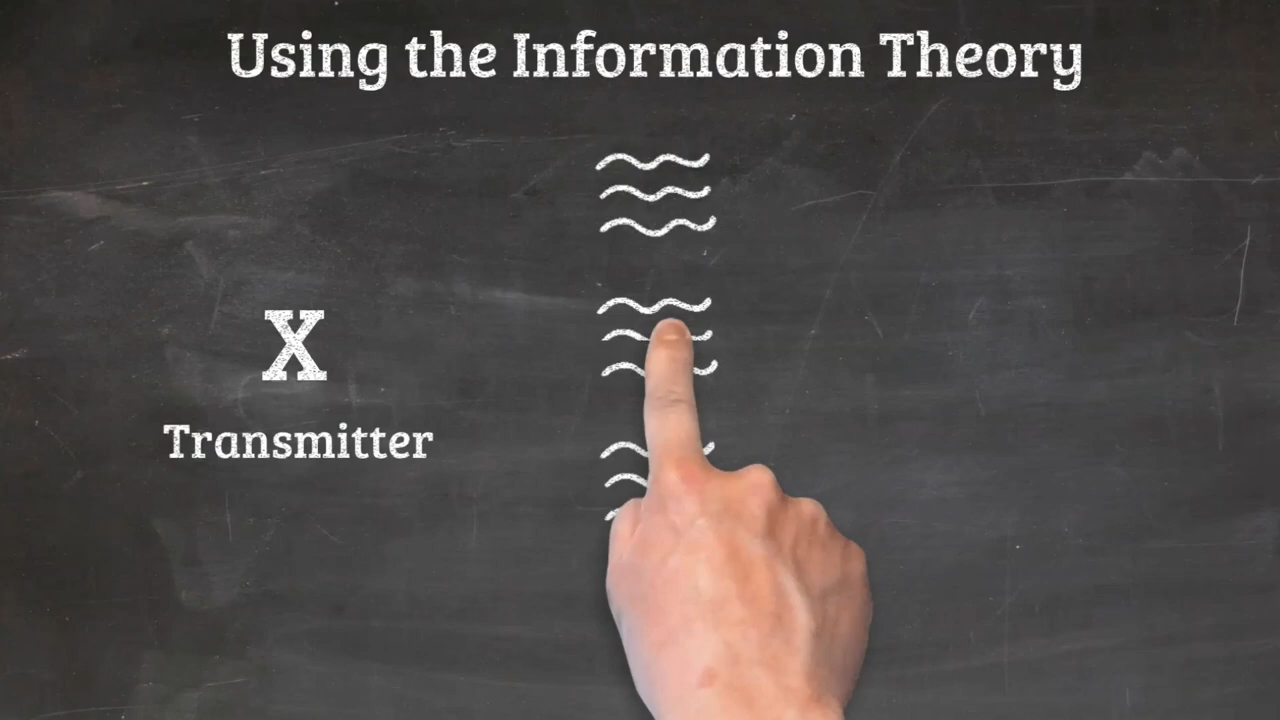 Using the Information Theory
X
Transmitter